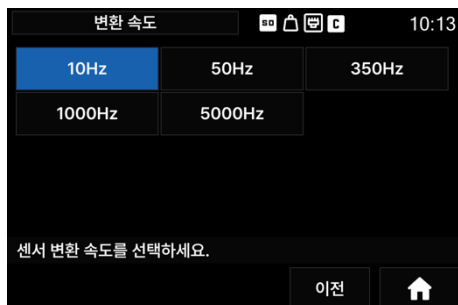 변환 속도 SD C 10:13
10Hz 50Hz 350Hz
1000Hz 5000Hz
센서 변환 속도를 선택하세요.
이전